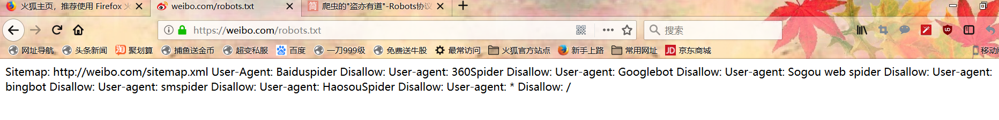 火狐主页，推荐使用 Firefox 火
weibo.com/robots.txt
简 爬虫的"盗亦有道"-Robots协议
https://weibo.com/robots.txt
搜索
网址导航 头条新闻 淘 聚划算 捕鱼送金币 超变私服 百度 一刀999级 免费送牛股 最常访问 火狐官方站点 新手上路 常用网址 JD 京东商城 移动版
Sitemap: http://weibo.com/sitemap.xml User-Agent: Baiduspider Disallow: User-agent: 360Spider Disallow: User-agent: Googlebot Disallow: User-agent: Sogou web spider Disallow: User-agent:
bingbot Disallow: User-agent: smspider Disallow: User-agent: HaosouSpider Disallow: User-agent: * Disallow: /